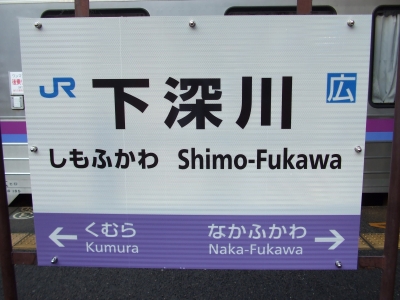 JR 下深川 広
しもふかわ Shimo-Fukawa
← くむら なかふかわ →
Kumura Naka-Fukawa